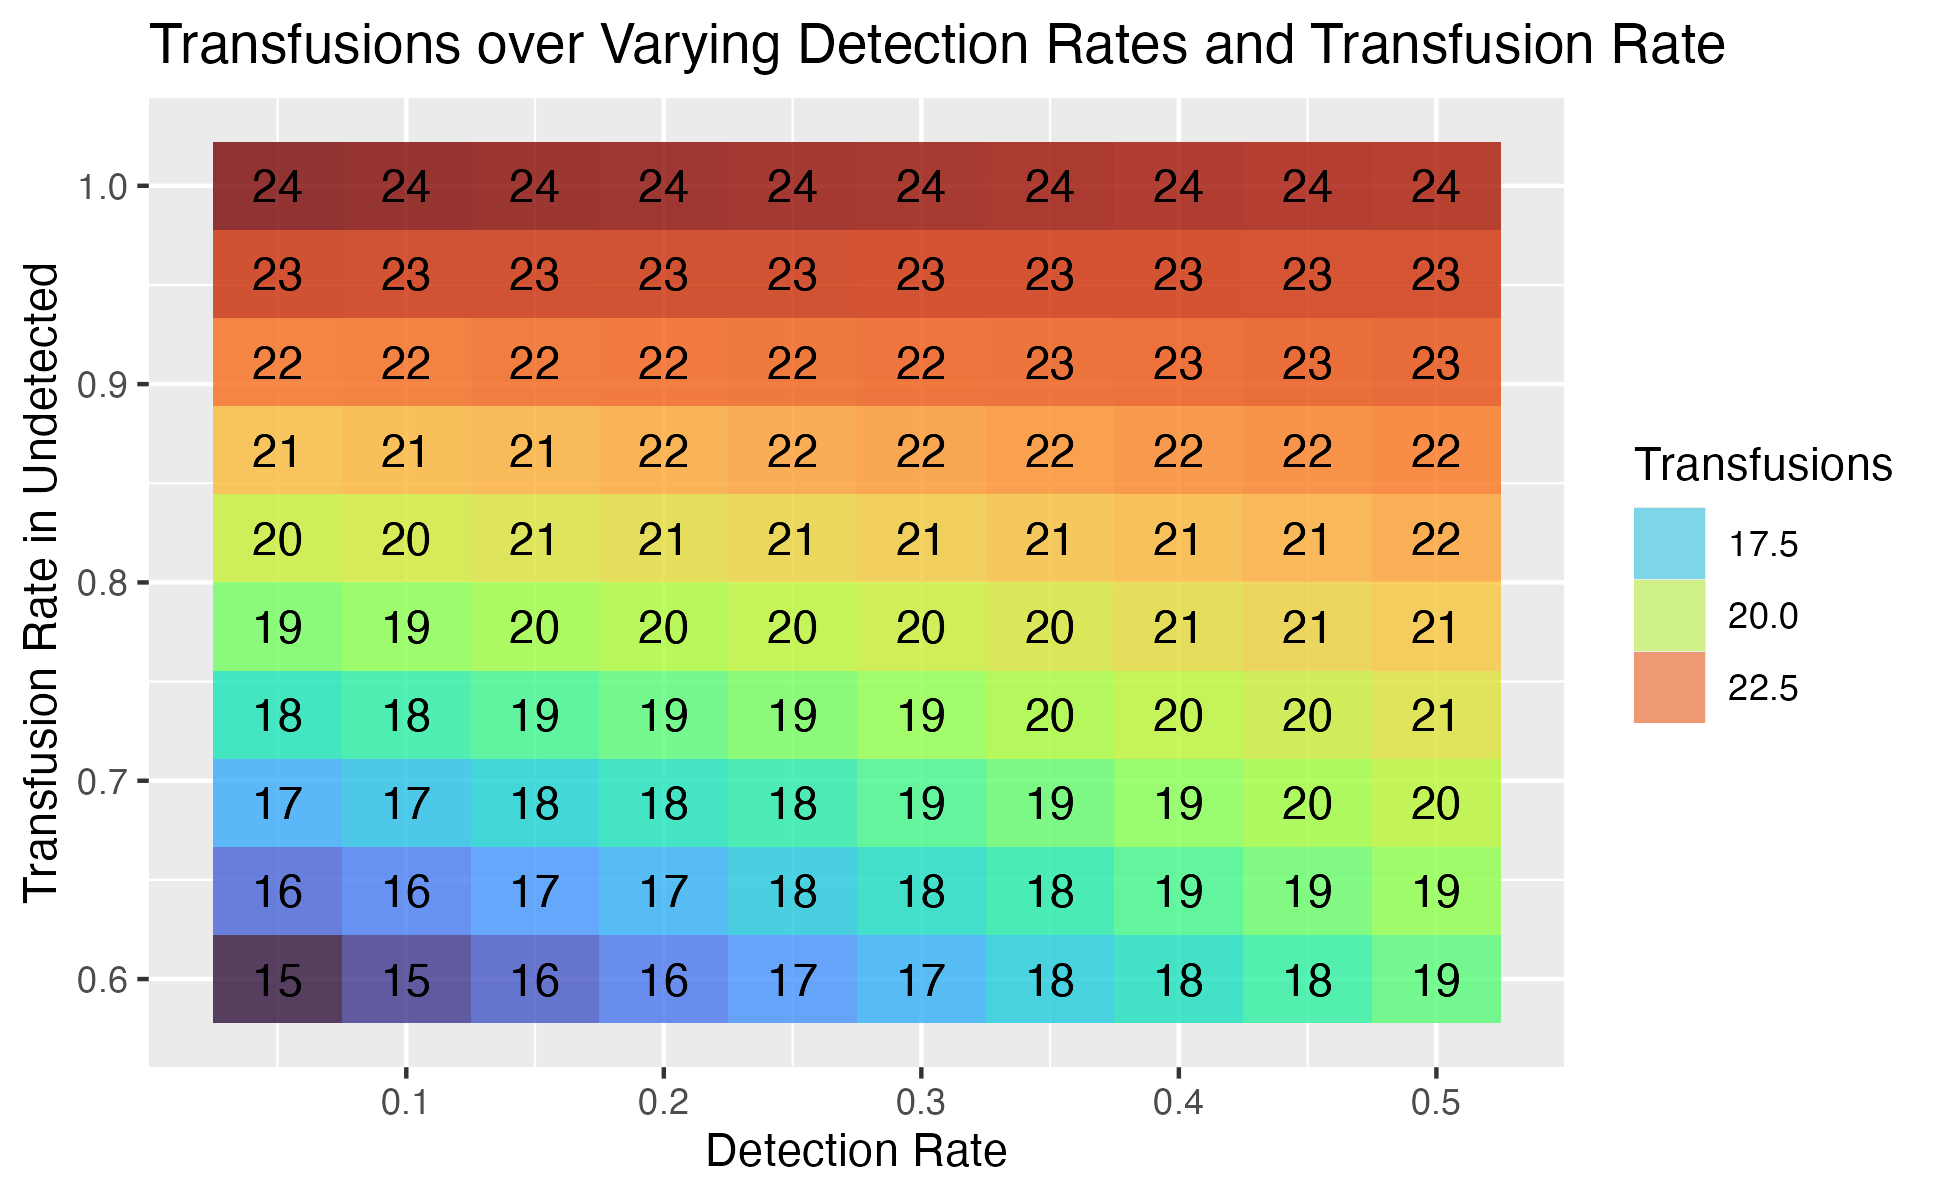 Transfusions over Varying Detection Rates and Transfusion Rate
Transfusion Rate in Undetected
1.0
24 24 24 24 24 24 24 24 24 24
23 23 23 23 23 23 23 23 23 23
0.9
22 22 22 22 22 22 23 23 23 23
21 21 21 22 22 22 22 22 22 22
20 20 21 21 21 21 21 21 21 22
0.8
19 19 20 20 20 20 20 21 21 21
18 18 19 19 19 19 20 20 20 21
0.7
17 17 18 18 18 19 19 19 20 20
16 16 17 17 18 18 18 19 19 19
0.6
15 15 16 16 17 17 18 18 18 19
0.1 0.2 0.3 0.4 0.5
Detection Rate
Transfusions
17.5
20.0
22.5